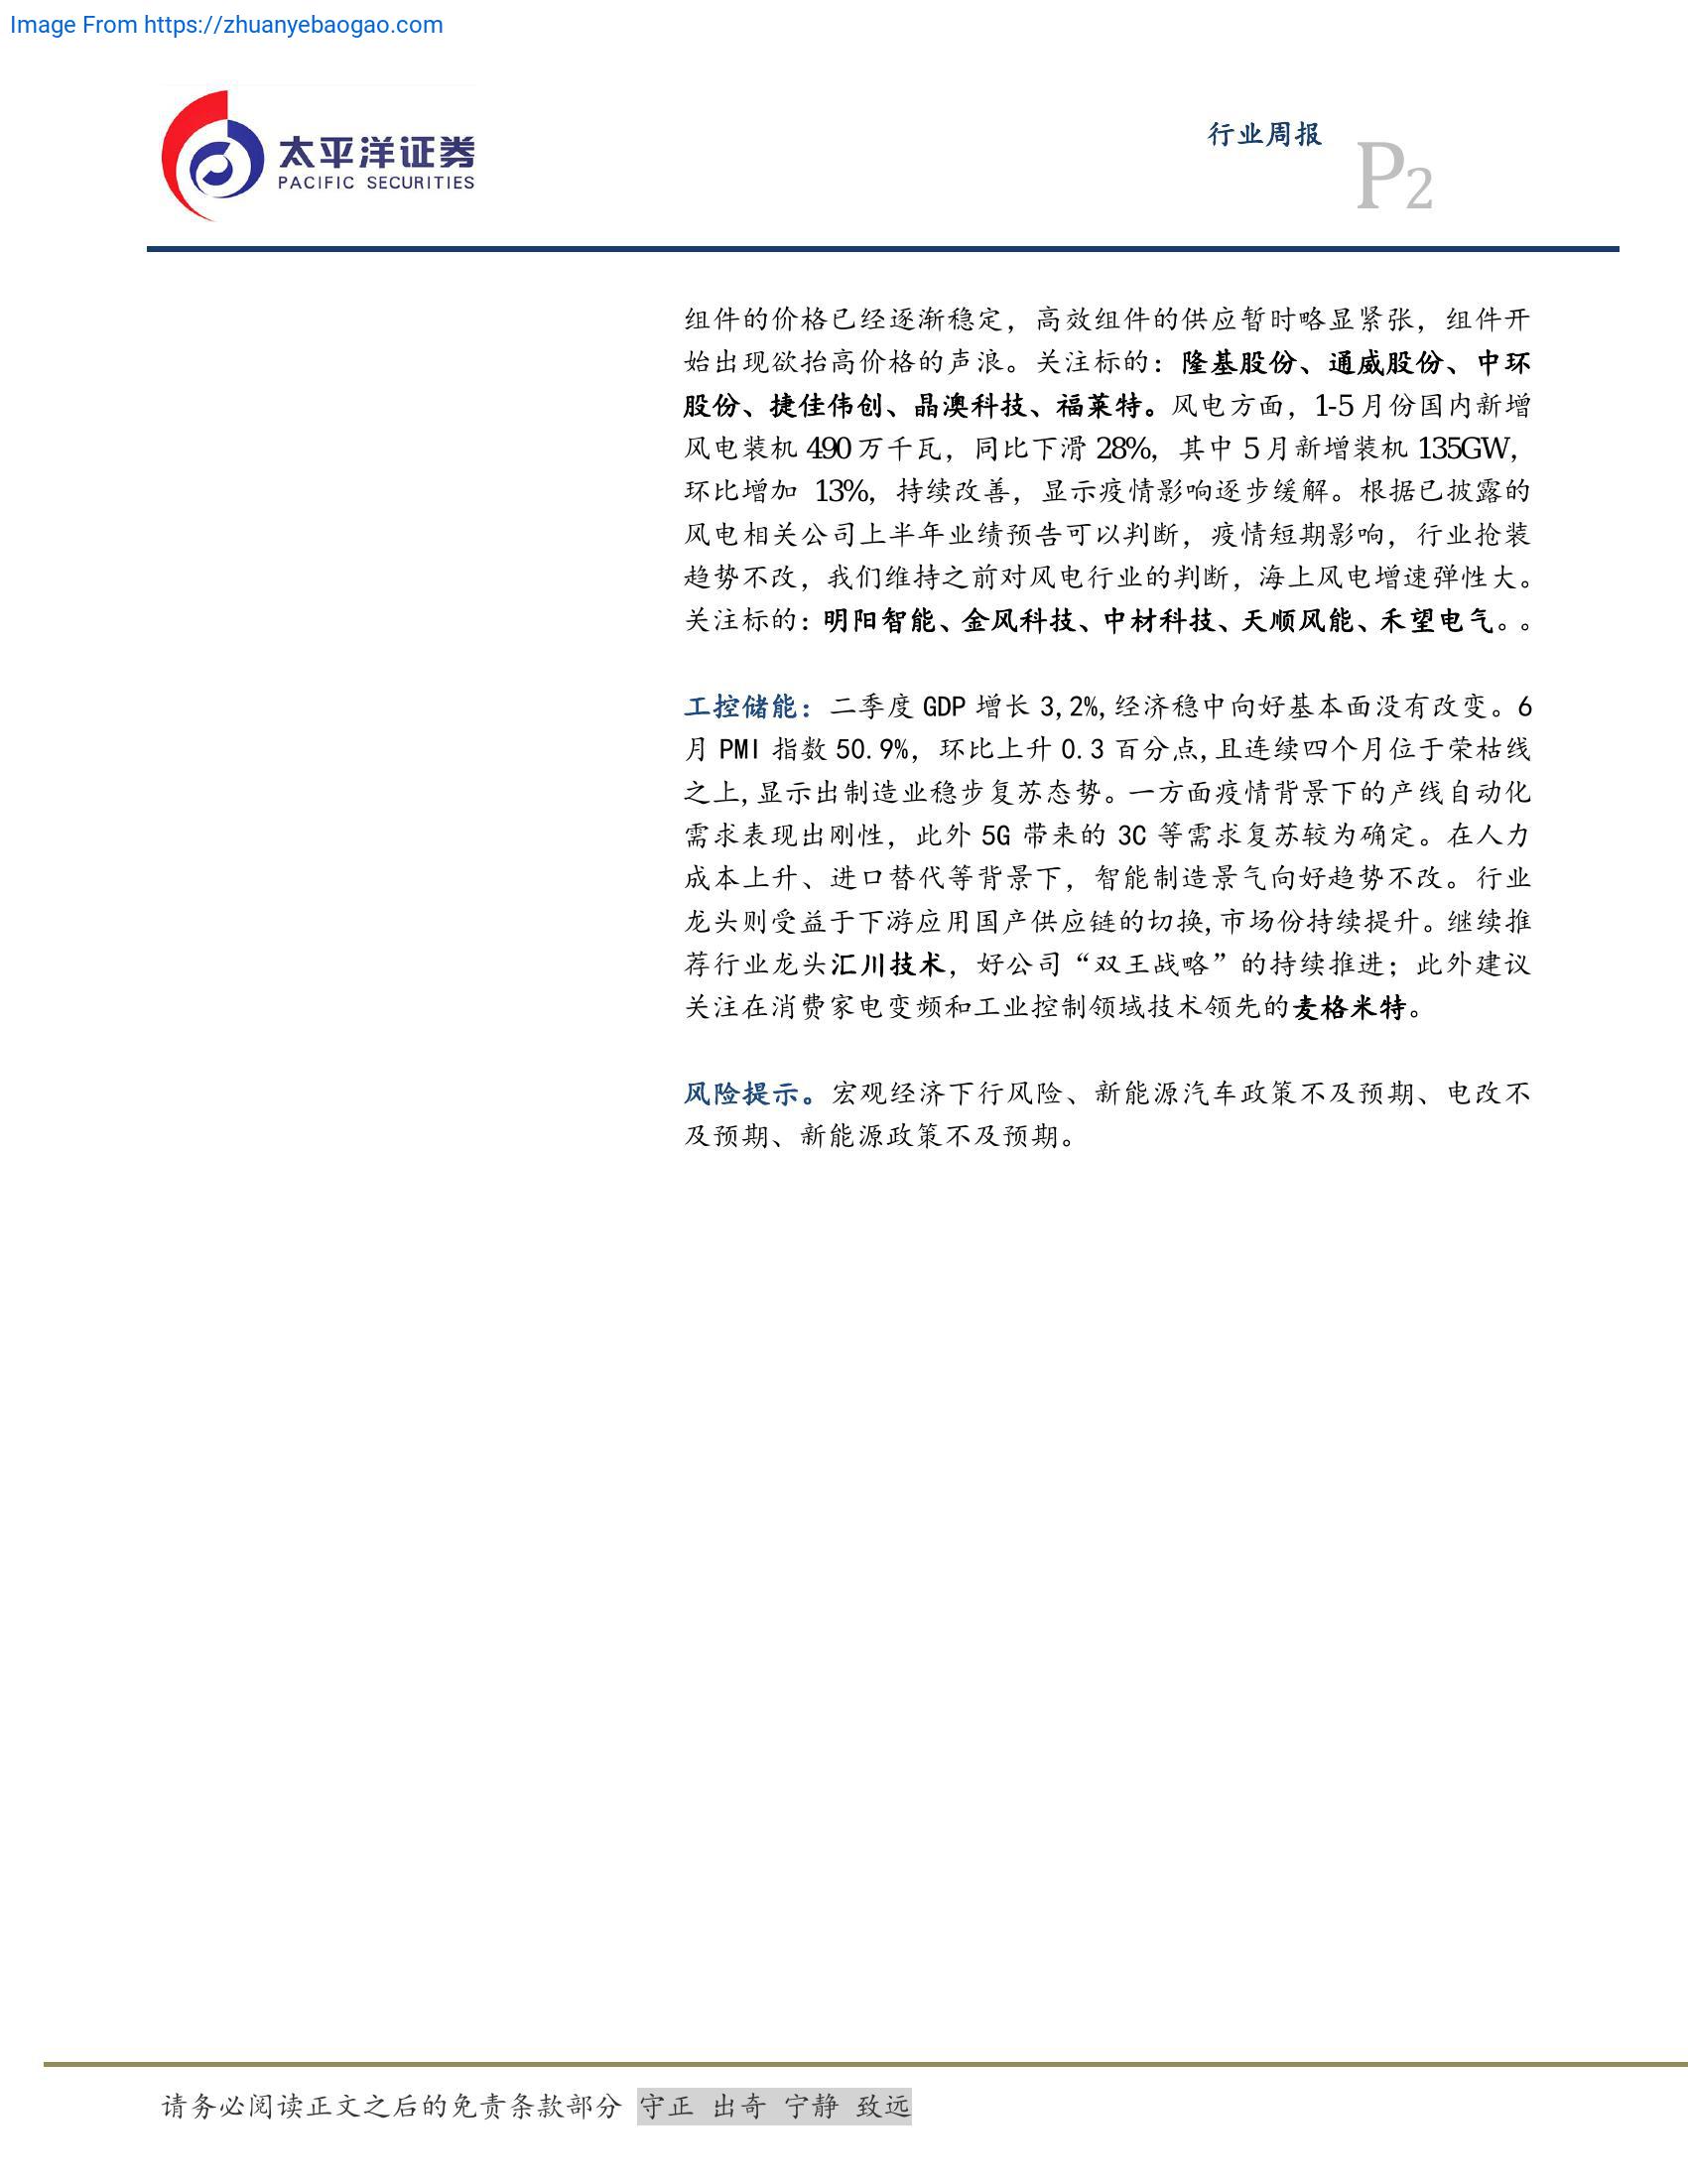 Image From https://zhuanyebaogao.com
太平洋证券
PACIFIC SECURITIES
行业周报
P2
组件的价格已经逐渐稳定，高效组件的供应暂时略显紧张，组件开
始出现欲抬高价格的声浪。关注标的：隆基股份、通威股份、中环
股份、捷佳伟创、晶澳科技、福莱特。风电方面，1-5 月份国内新增
风电装机 490 万千瓦，同比下滑 28%，其中 5 月新增装机 135GW，
环比增加 13%，持续改善，显示疫情影响逐步缓解。根据已披露的
风电相关公司上半年业绩预告可以判断，疫情短期影响，行业抢装
趋势不改，我们维持之前对风电行业的判断，海上风电增速弹性大。
关注标的：明阳智能、金风科技、中材科技、天顺风能、禾望电气。。
工控储能：二季度 GDP 增长 3,2%,经济稳中向好基本面没有改变。6
月 PMI 指数 50.9%，环比上升 0.3 百分点,且连续四个月位于荣枯线
之上,显示出制造业稳步复苏态势。一方面疫情背景下的产线自动化
需求表现出刚性，此外 5G 带来的 3C 等需求复苏较为确定。在人力
成本上升、进口替代等背景下，智能制造景气向好趋势不改。行业
龙头则受益于下游应用国产供应链的切换,市场份持续提升。继续推
荐行业龙头汇川技术，好公司“双王战略”的持续推进；此外建议
关注在消费家电变频和工业控制领域技术领先的麦格米特。
风险提示。宏观经济下行风险、新能源汽车政策不及预期、电改不
及预期、新能源政策不及预期。
请务必阅读正文之后的免责条款部分 守正 出奇 宁静 致远